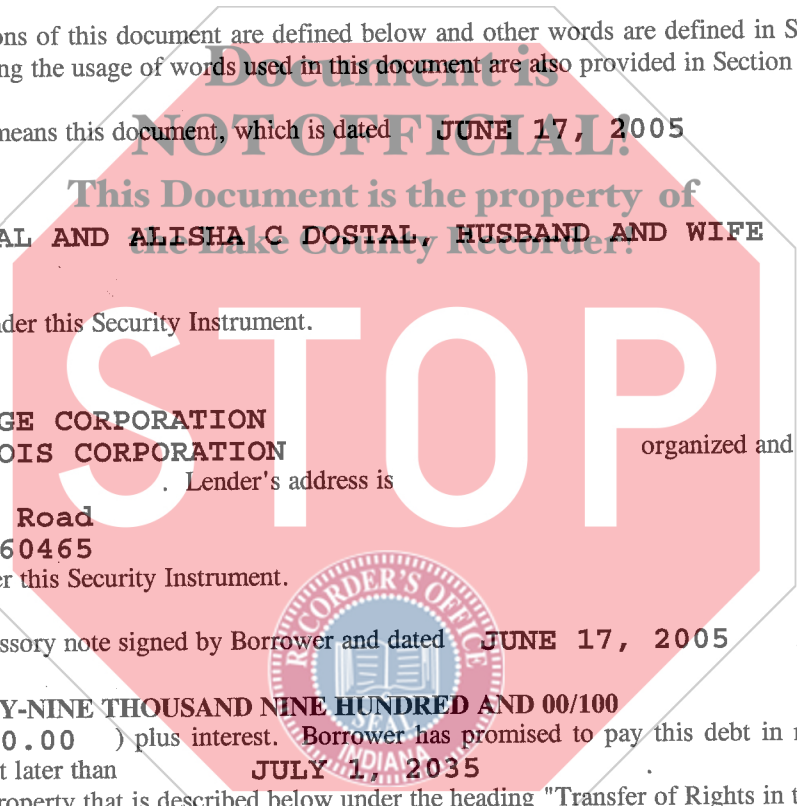 ons of this document are defined below and other words are defined in S
ng the usage of words used in this document are also provided in Section
Document is
neans this document, which is dated JUNE 17, 2005
NOT OFFICIAL!
This Document is the property of
AL AND ALISHA C DOSTAL, HUSBAND AND WIFE
the Lake County Recorder!
nder this Security Instrument.
STOP
GE CORPORATION
OIS CORPORATION organized and
. Lender's address is
Road
60465
er this Security Instrument.
RECORDER'S OFFICE
ssory note signed by Borrower and dated JUNE 17, 2005
Y-NINE THOUSAND NINE HUNDRED AND 00/100
SEAL
0.00 ) plus interest. Borrower has promised to pay this debt in r
INDIANA
t later than JULY 1, 2035 .
roperty that is described below under the heading "Transfer of Rights in t